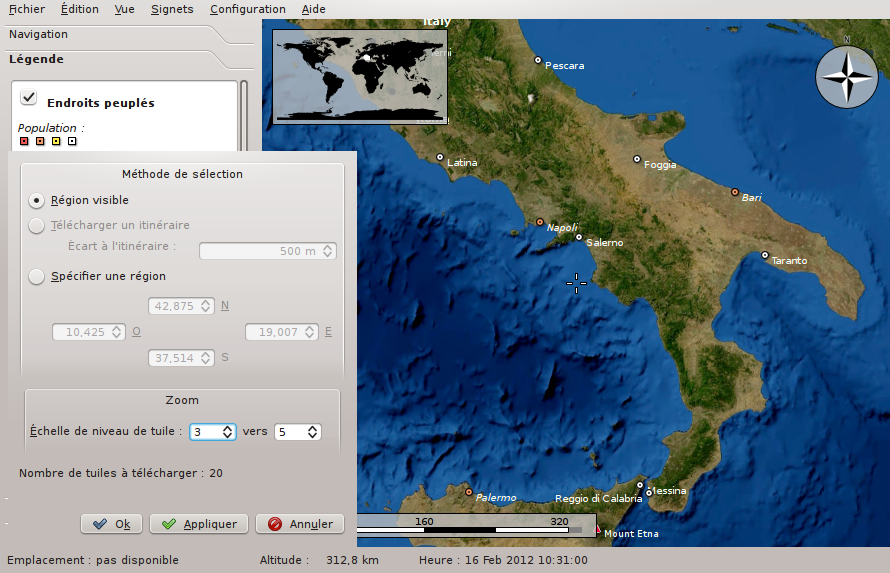 Fichier Édition Vue Signets Configuration Aide
Navigation
Légende
Endroits peuplés
Population :
Méthode de sélection
Région visible
Télécharger un itinéraire
Écart à l'itinéraire : 500 m
Spécifier une région
42,875 N
10,425 O 19,007 E
37,514 S
Zoom
Échelle de niveau de tuile : 3 vers 5
Nombre de tuiles à télécharger : 20
Ok Appliquer Annuler
Italy
N
Pescara
Latina
Foggia
Bari
Napoli
Salerno
Taranto
Palermo
Reggio di Calabria
Messina
Mount Etna
160 320
Emplacement : pas disponible Altitude : 312,8 km Heure : 16 Feb 2012 10:31:00